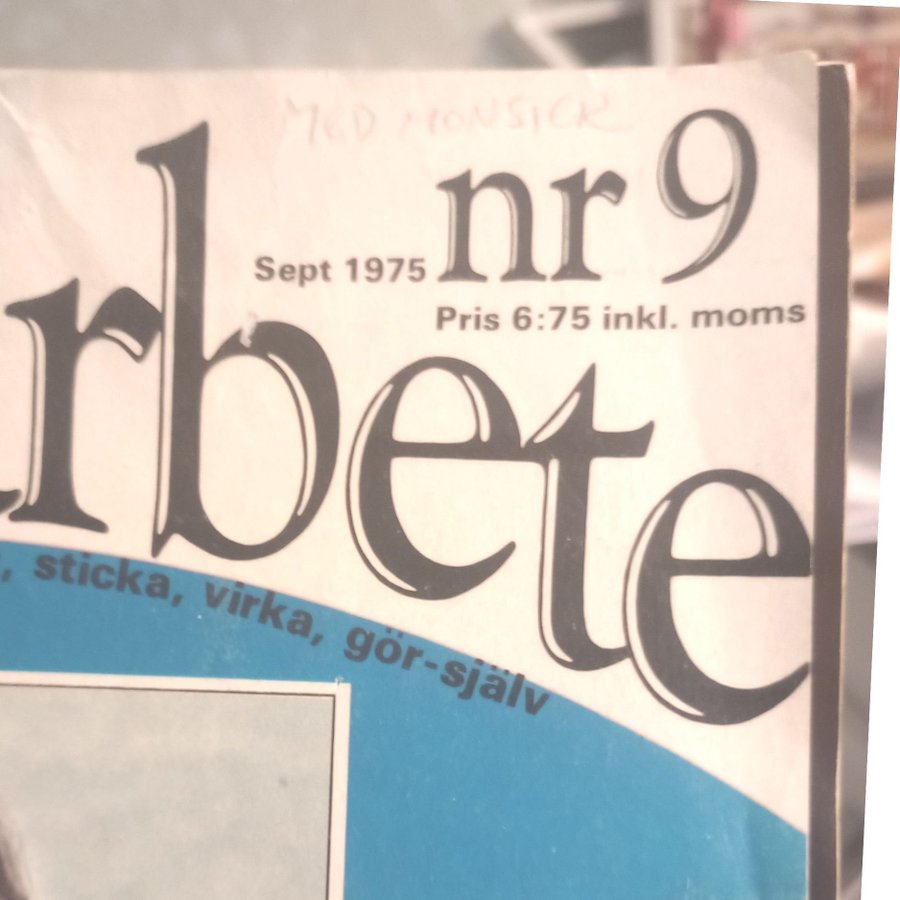 MED MÖNSTER
nr 9
Sept 1975
Pris 6:75 inkl. moms
rbete
, sticka, virka, gör-själv